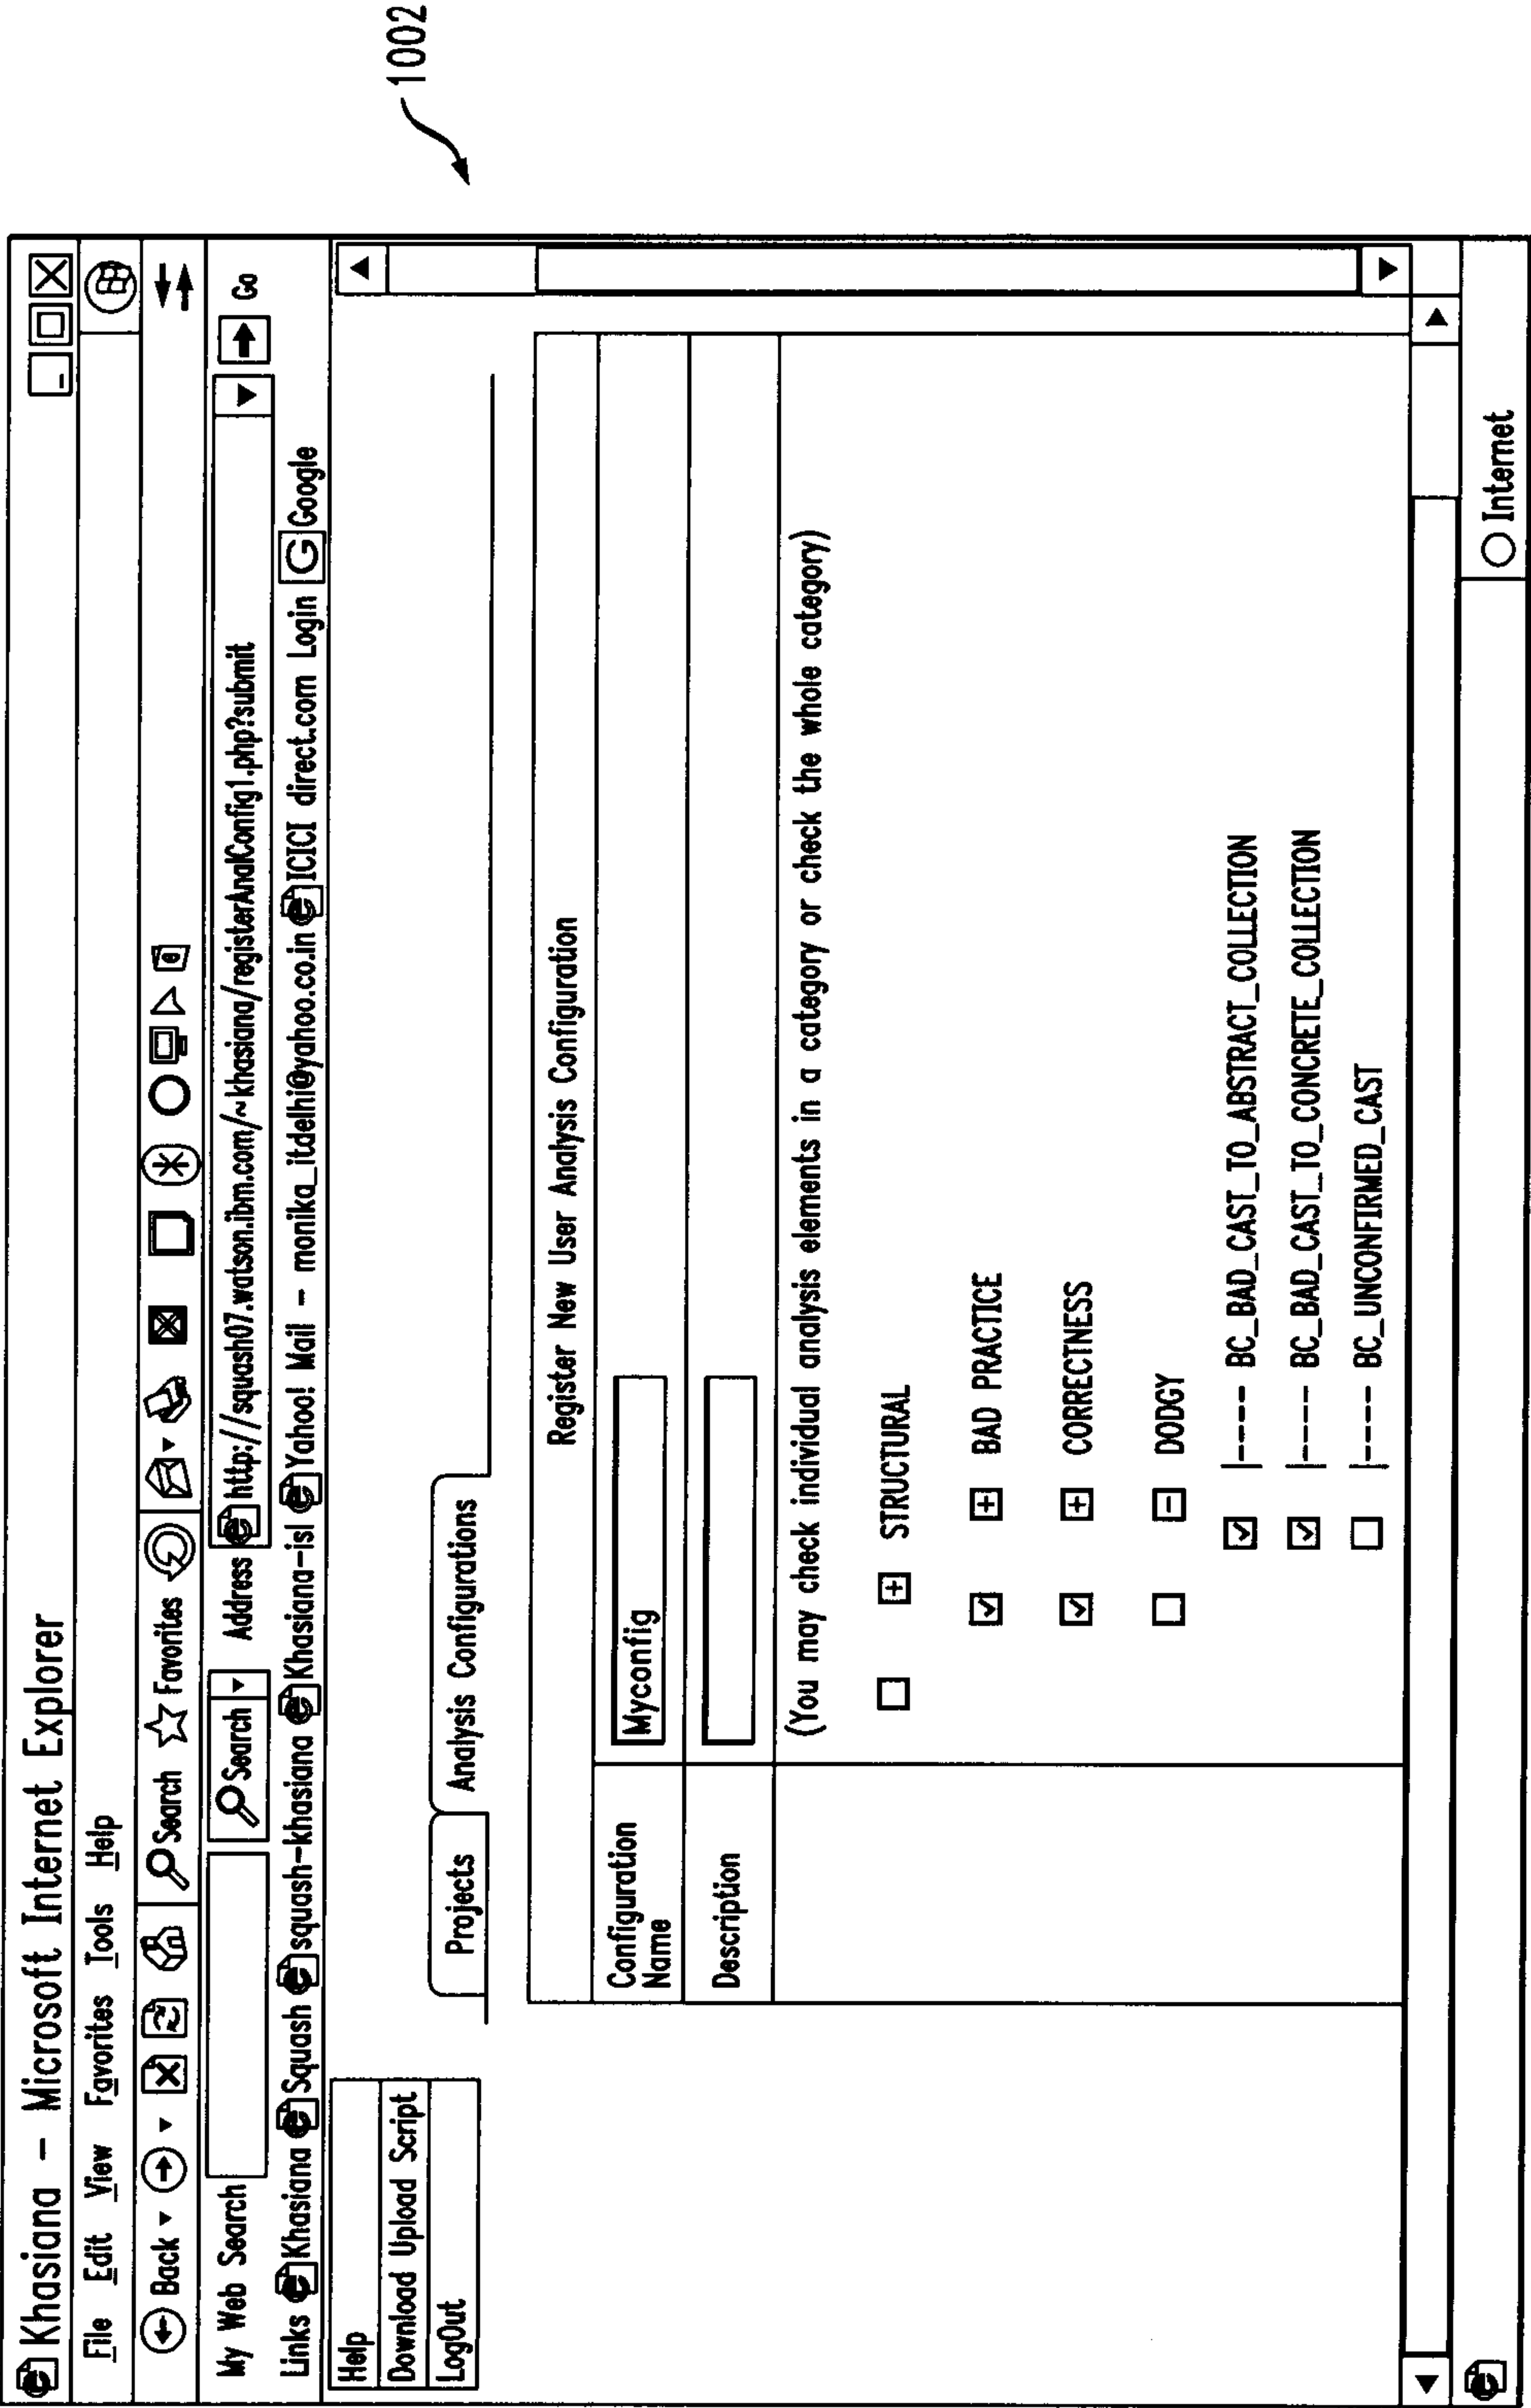 Khasiana - Microsoft Internet Explorer
File Edit View Favorites Tools Help
Back Search Favorites
My Web Search Search Address http://squash07.watson.ibm.com/~khasiana/registerAnalConfig1.php?submit Go
Links Khasiana Squash squash-khasiana Khasiana-isl Yahoo! Mail - monika_itdelhi@yahoo.co.in ICICI direct.com Login G Google
Help
Download Upload Script
LogOut
Projects Analysis Configurations
1002
Register New User Analysis Configuration
Configuration Name Myconfig
Description
(You may check individual analysis elements in a category or check the whole category)
STRUCTURAL
BAD PRACTICE
CORRECTNESS
DODGY
|---- BC_BAD_CAST_TO_ABSTRACT_COLLECTION
|---- BC_BAD_CAST_TO_CONCRETE_COLLECTION
|---- BC_UNCONFIRMED_CAST
Internet